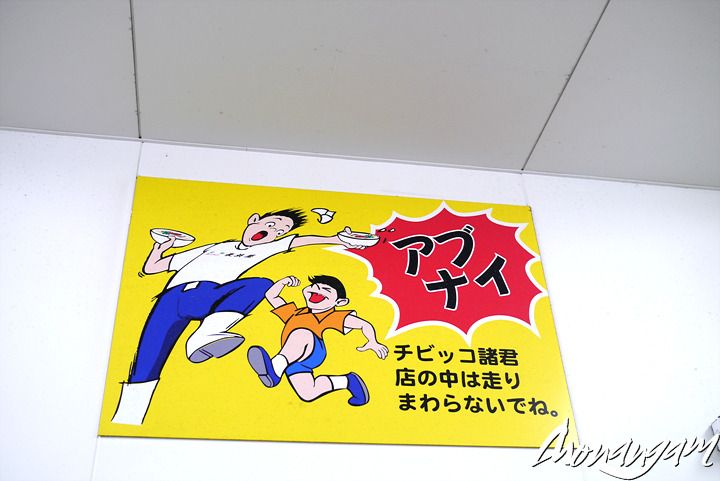 アブ
ナイ
チビッコ諸君
店の中は走り
まわらないでね。